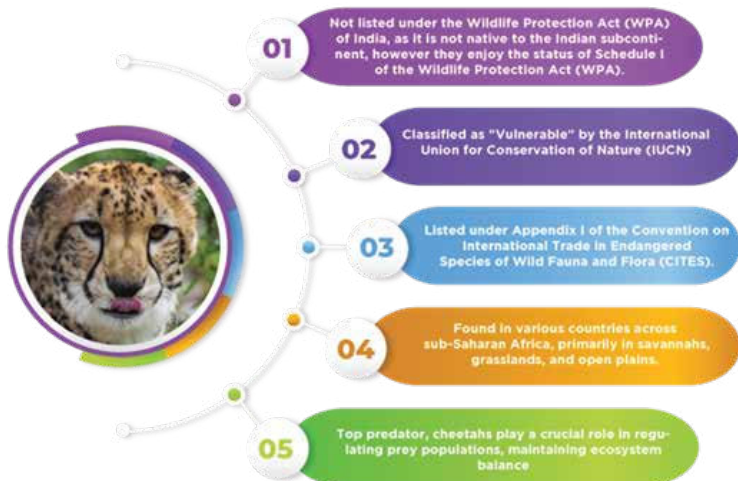 01
Not listed under the Wildlife Protection Act (WPA)
of India, as it is not native to the Indian subconti-
nent, however they enjoy the status of Schedule I
of the Wildlife Protection Act (WPA).
02
Classified as "Vulnerable" by the International
Union for Conservation of Nature (IUCN)
03
Listed under Appendix I of the Convention on
International Trade in Endangered
Species of Wild Fauna and Flora (CITES).
04
Found in various countries across
sub-Saharan Africa, primarily in savannahs,
grasslands, and open plains.
05
Top predator, cheetahs play a crucial role in regu-
lating prey populations, maintaining ecosystem
balance